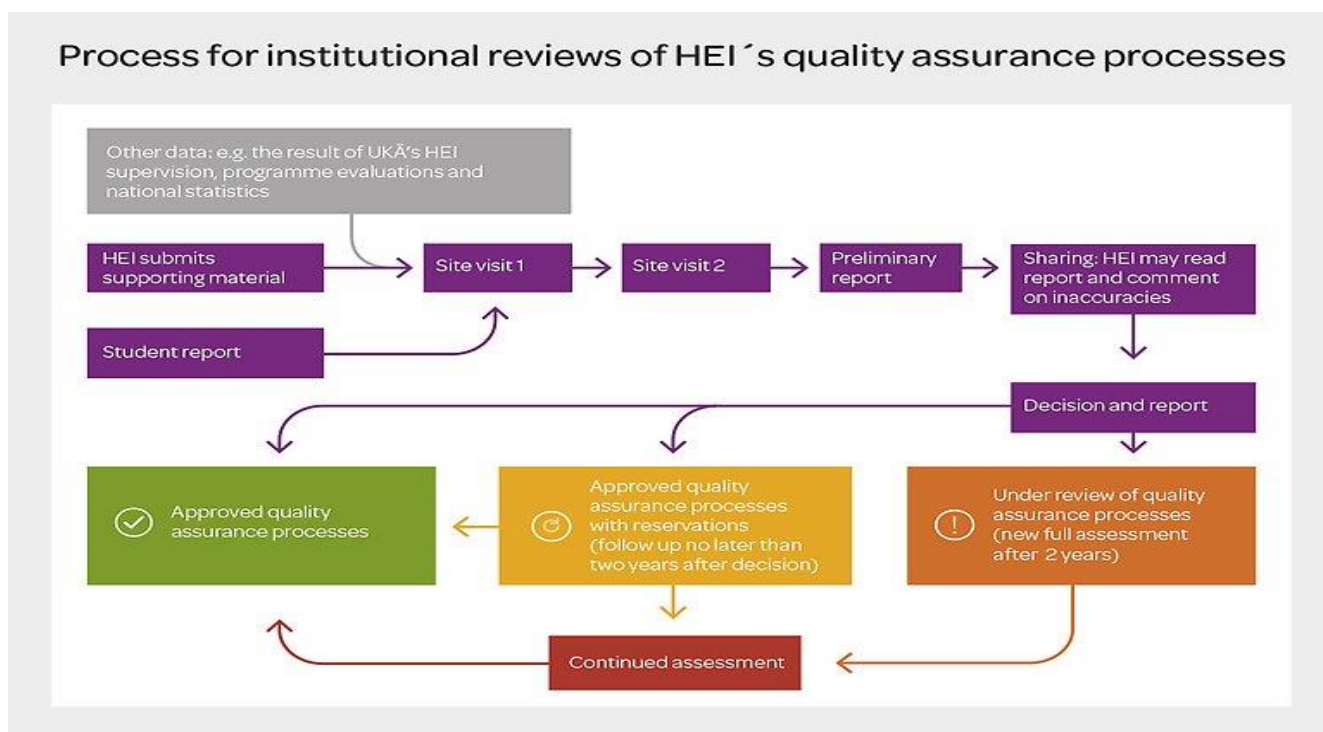 Process for institutional reviews of HEI´s quality assurance processes
Other data: e.g. the result of UKÄ's HEI
supervision, programme evaluations and
national statistics
HEI submits
supporting material
Site visit 1
Site visit 2
Preliminary
report
Sharing: HEI may read
report and comment
on inaccuracies
Student report
Decision and report
Approved quality
assurance processes
Approved quality
assurance processes
with reservations
(follow up no later than
two years after decision)
Under review of quality
assurance processes
(new full assessment
after 2 years)
Continued assessment